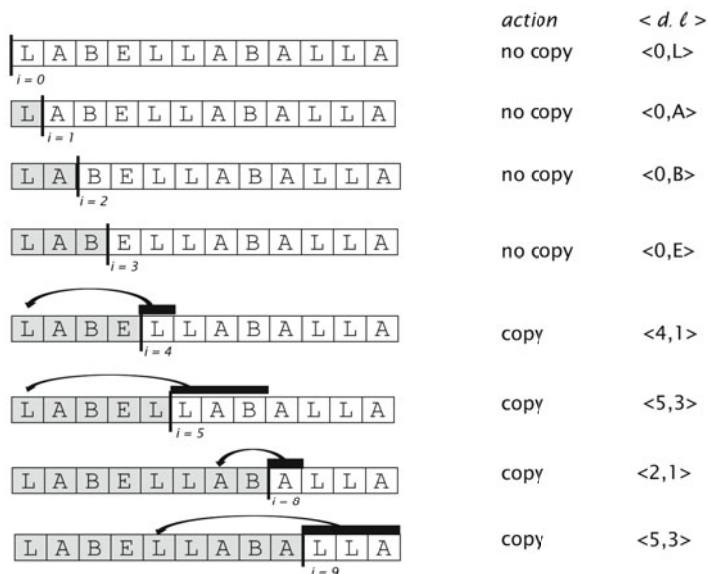 action < d, ℓ >
L A B E L L A B A L L A no copy <0,L>
i = 0
L A B E L L A B A L L A no copy <0,A>
i = 1
L A B E L L A B A L L A no copy <0,B>
i = 2
L A B E L L A B A L L A no copy <0,E>
i = 3
L A B E L L A B A L L A copy <4,1>
i = 4
L A B E L L A B A L L A copy <5,3>
i = 5
L A B E L L A B A L L A copy <2,1>
i = 8
L A B E L L A B A L L A copy <5,3>
i = 9